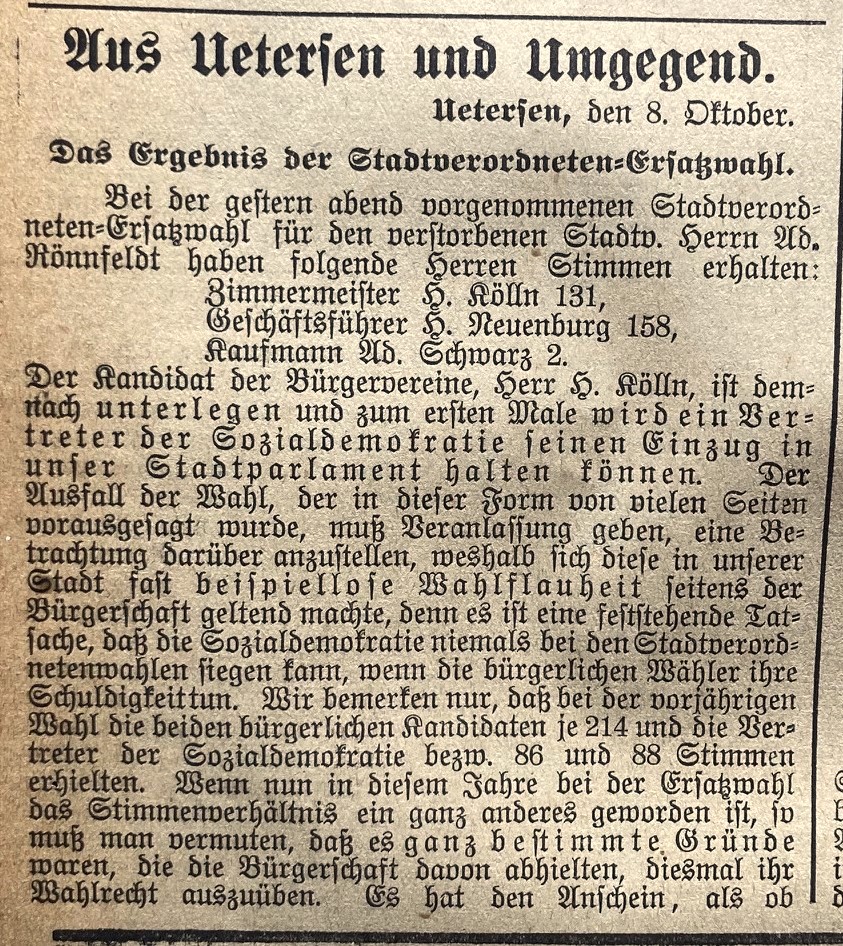 Aus Uetersen und Umgegend.
Uetersen, den 8. Oktober.
Das Ergebnis der Stadtverordneten-Ersatzwahl.
Bei der gestern abend vorgenommenen Stadtverord-
neten-Ersatzwahl für den verstorbenen Stadtv. Herrn Ad.
Rönnfeldt haben folgende Herren Stimmen erhalten:
Zimmermeister H. Kölln 131,
Geschäftsführer H. Neuenburg 158,
Kaufmann Ad. Schwarz 2.
Der Kandidat der Bürgervereine, Herr H. Kölln, ist dem-
nach unterlegen und zum ersten Male wird ein Ver-
treter der Sozialdemokratie seinen Einzug in
unser Stadtparlament halten können. Der
Ausfall der Wahl, der in dieser Form von vielen Seiten
vorausgesagt wurde, muß Veranlassung geben, eine Be-
trachtung darüber anzustellen, weshalb sich diese in unserer
Stadt fast beispiellose Wahlflauheit seitens der
Bürgerschaft geltend machte, denn es ist eine feststehende Tat-
sache, daß die Sozialdemokratie niemals bei den Stadtverord-
netenwahlen siegen kann, wenn die bürgerlichen Wähler ihre
Schuldigkeit tun. Wir bemerken nur, daß bei der vorjährigen
Wahl die beiden bürgerlichen Kandidaten je 214 und die Ver-
treter der Sozialdemokratie bezw. 86 und 88 Stimmen
erhielten. Wenn nun in diesem Jahre bei der Ersatzwahl
das Stimmenverhältnis ein ganz anderes geworden ist, so
muß man vermuten, daß es ganz bestimmte Gründe
waren, die die Bürgerschaft davon abhielten, diesmal ihr
Wahlrecht auszuüben. Es hat den Anschein, als ob